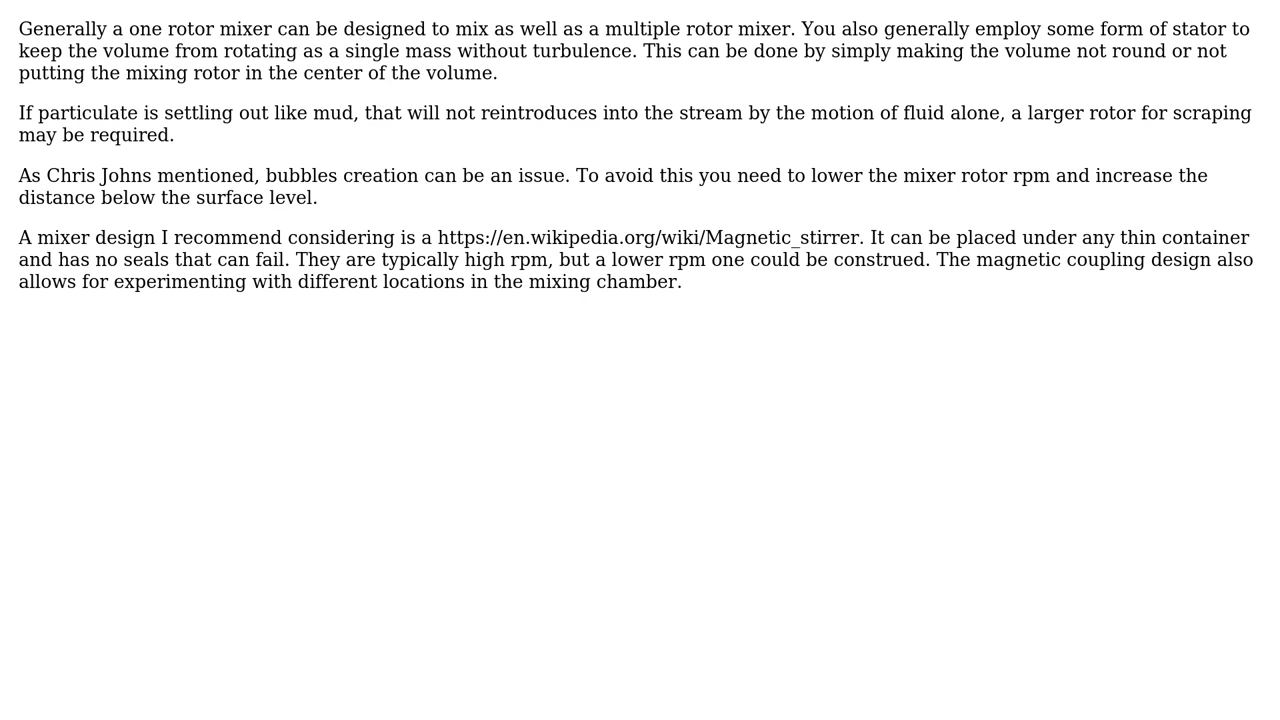 Generally a one rotor mixer can be designed to mix as well as a multiple rotor mixer. You also generally employ some form of stator to
keep the volume from rotating as a single mass without turbulence. This can be done by simply making the volume not round or not
putting the mixing rotor in the center of the volume.
If particulate is settling out like mud, that will not reintroduces into the stream by the motion of fluid alone, a larger rotor for scraping
may be required.
As Chris Johns mentioned, bubbles creation can be an issue. To avoid this you need to lower the mixer rotor rpm and increase the
distance below the surface level.
A mixer design I recommend considering is a https://en.wikipedia.org/wiki/Magnetic_stirrer. It can be placed under any thin container
and has no seals that can fail. They are typically high rpm, but a lower rpm one could be construed. The magnetic coupling design also
allows for experimenting with different locations in the mixing chamber.